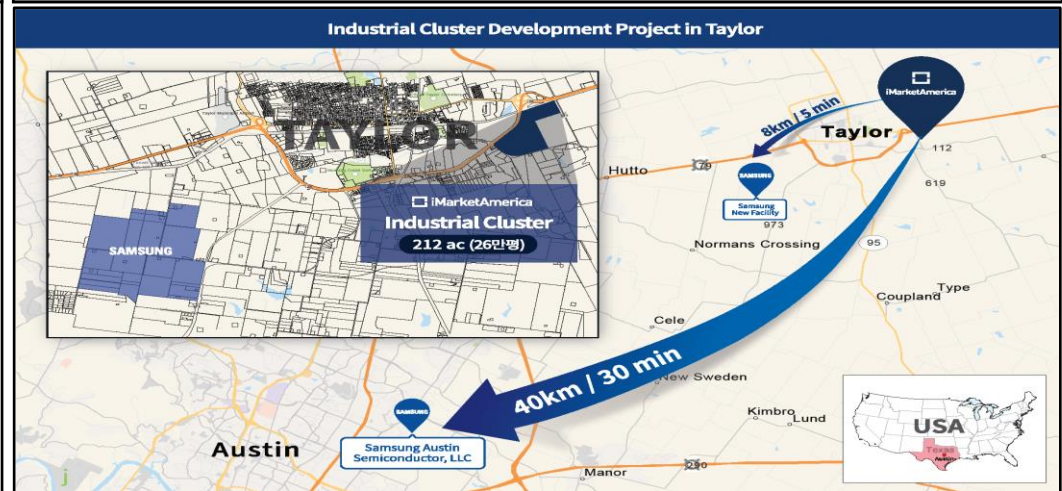 Industrial Cluster Development Project in Taylor
TAYLOR
iMarketAmerica
Industrial Cluster
212 ac (26만평)
SAMSUNG
iMarketAmerica
8km / 5 min
Taylor
112
Hutto
79
619
SAMSUNG
Samsung
New Facility
973
Normans Crossing
95
Type
Coupland
Cele
40km / 30 min
New Sweden
Kimbro
Lund
SAMSUNG
Samsung Austin
Semiconductor, LLC
Austin
Manor
290
USA
Texas
Austin